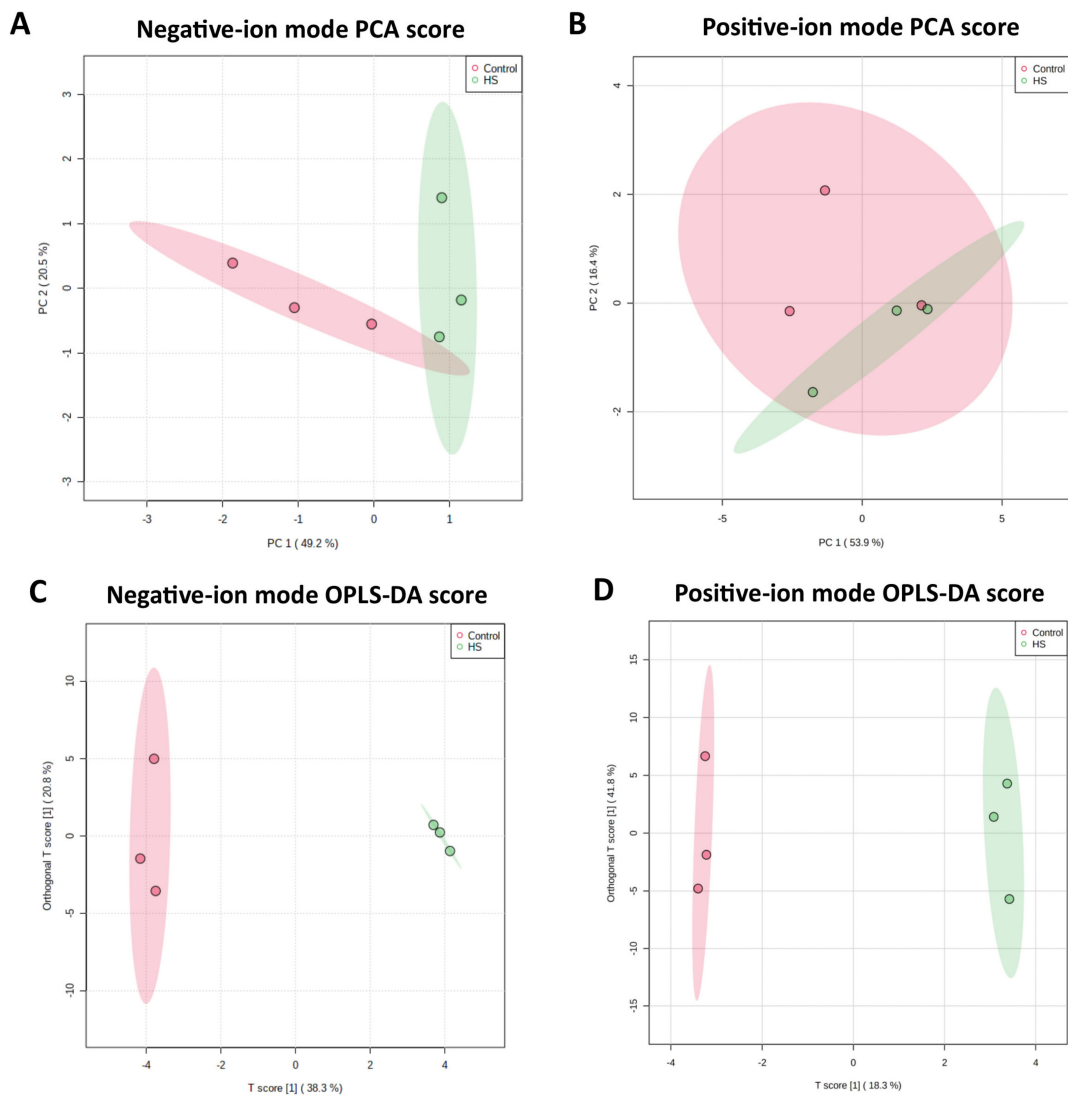 A
Negative-ion mode PCA score
Control
HS
3
2
1
0
-1
-2
-3
PC 2 ( 20.5 %)
-3
-2
-1
0
1
PC 1 ( 49.2 %)
B
Positive-ion mode PCA score
Control
HS
4
2
0
-2
PC 2 ( 16.4 %)
-5
0
5
PC 1 ( 53.9 %)
C
Negative-ion mode OPLS-DA score
Control
HS
10
5
0
-5
-10
Orthogonal T score [1] ( 20.8 %)
-4
-2
0
2
4
T score [1] ( 38.3 %)
D
Positive-ion mode OPLS-DA score
Control
HS
15
10
5
0
-5
-10
-15
Orthogonal T score [1] ( 41.8 %)
-4
-2
0
2
4
T score [1] ( 18.3 %)